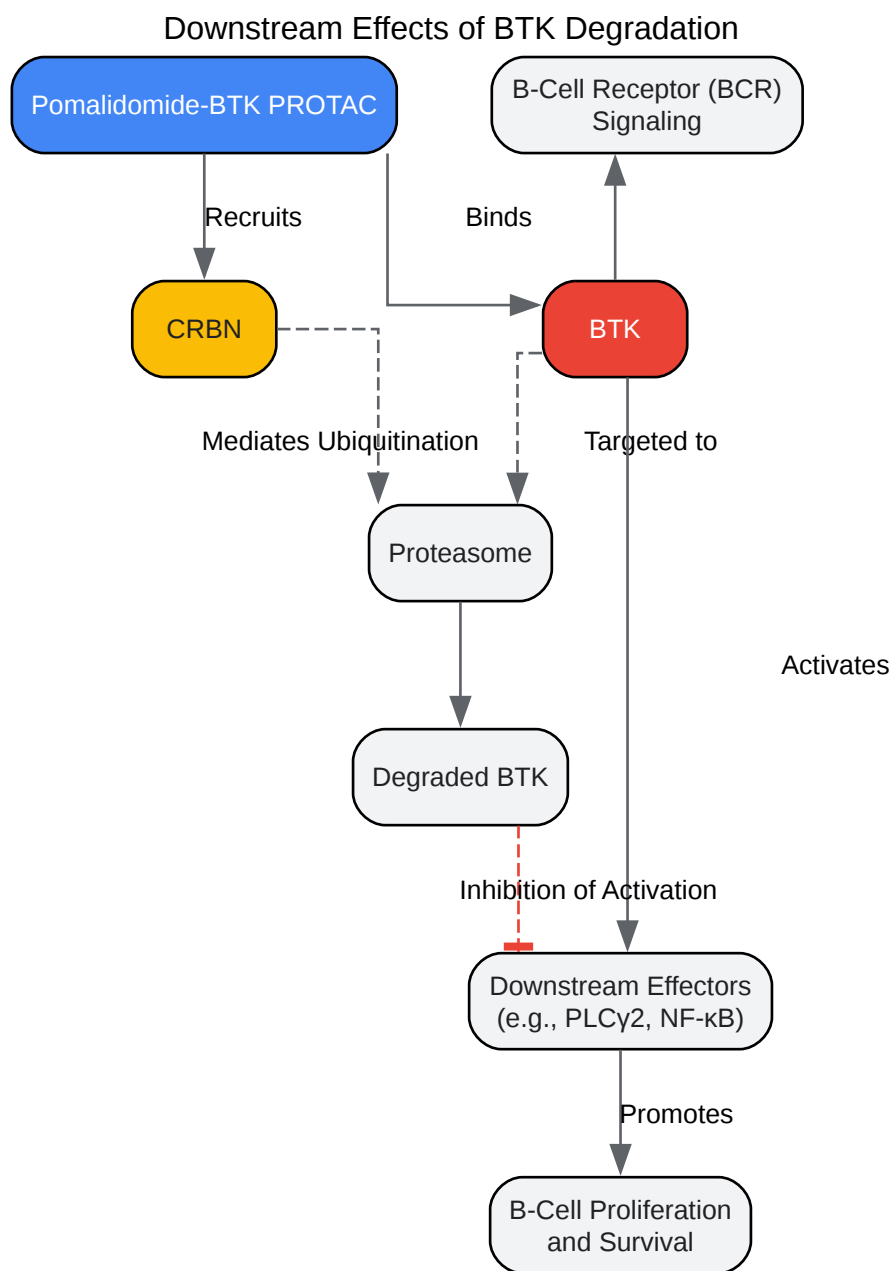 Downstream Effects of BTK Degradation
Pomalidomide-BTK PROTAC
B-Cell Receptor (BCR)
Signaling
Recruits
Binds
CRBN
BTK
Mediates Ubiquitination
Targeted to
Proteasome
Activates
Degraded BTK
Inhibition of Activation
Downstream Effectors
(e.g., PLCγ2, NF-κB)
Promotes
B-Cell Proliferation
and Survival